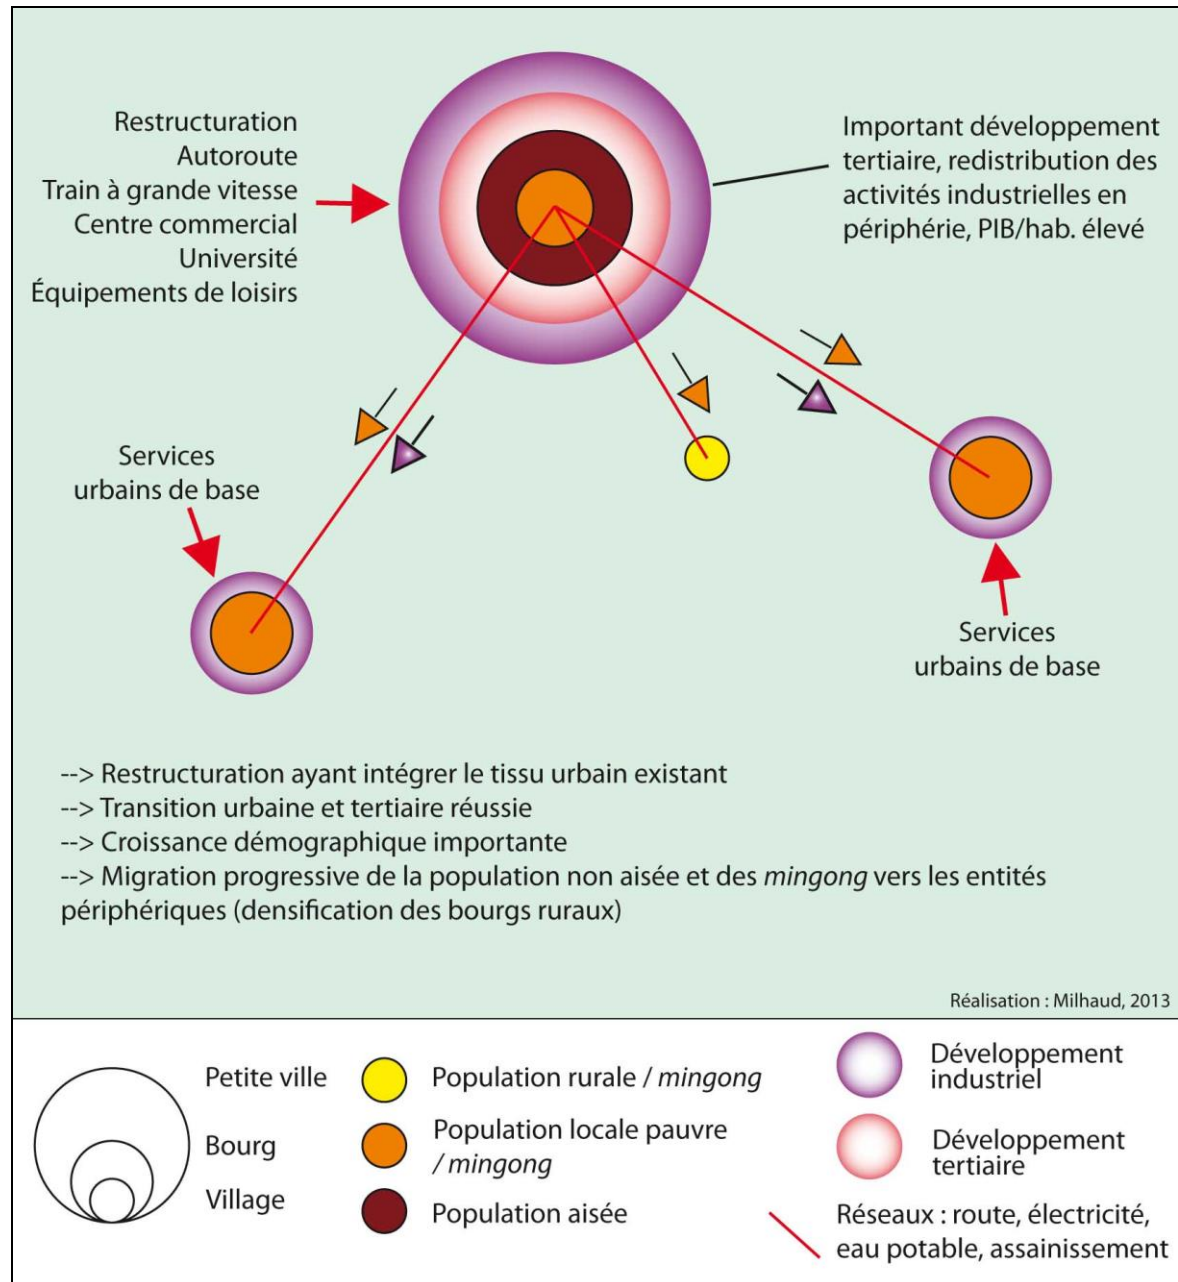 Restructuration
Autoroute
Train à grande vitesse
Centre commercial
Université
Équipements de loisirs
Important développement
tertiaire, redistribution des
activités industrielles en
périphérie, PIB/hab. élevé
Services
urbains de base
Services
urbains de base
--> Restructuration ayant intégrer le tissu urbain existant
--> Transition urbaine et tertiaire réussie
--> Croissance démographique importante
--> Migration progressive de la population non aisée et des mingong vers les entités
périphériques (densification des bourgs ruraux)
Réalisation : Milhaud, 2013
Petite ville
Bourg
Village
Population rurale / mingong
Population locale pauvre
/ mingong
Population aisée
Développement
industriel
Développement
tertiaire
Réseaux : route, électricité,
eau potable, assainissement